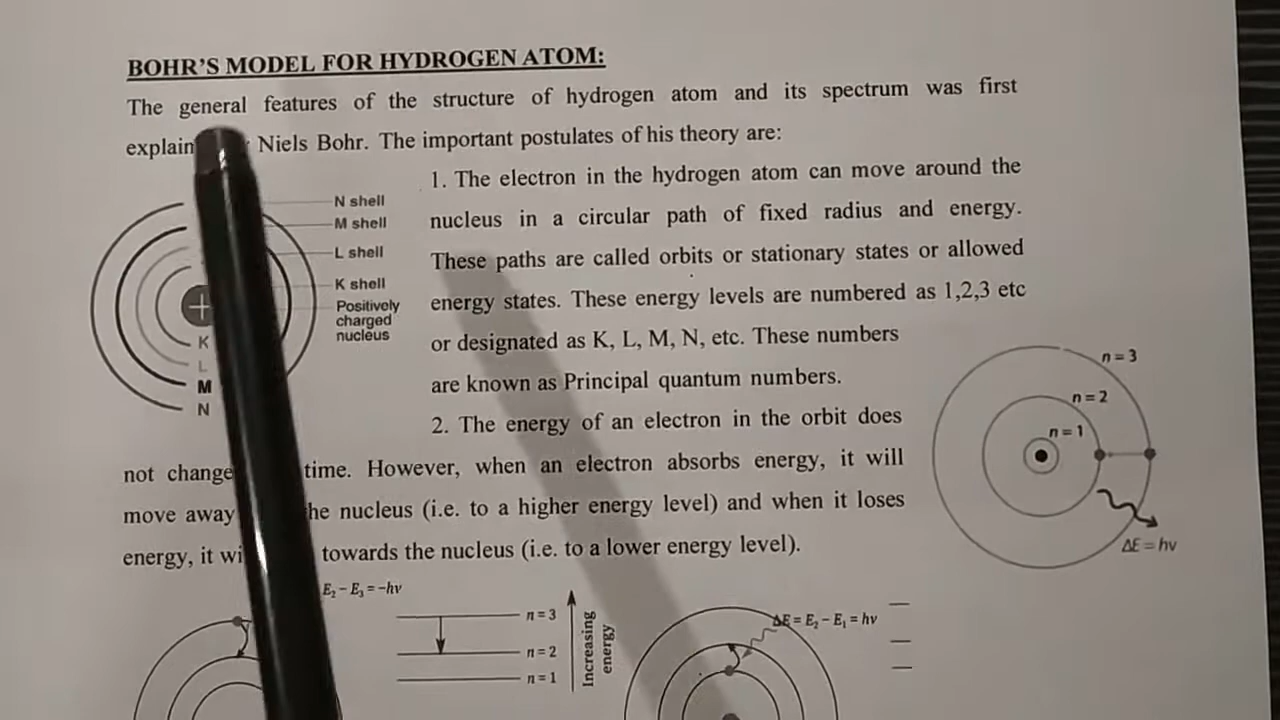 BOHR'S MODEL FOR HYDROGEN ATOM:
The general features of the structure of hydrogen atom and its spectrum was first
explain Niels Bohr. The important postulates of his theory are:
1. The electron in the hydrogen atom can move around the
nucleus in a circular path of fixed radius and energy.
These paths are called orbits or stationary states or allowed
energy states. These energy levels are numbered as 1,2,3 etc
or designated as K, L, M, N, etc. These numbers
are known as Principal quantum numbers.
N shell
M shell
L shell
K shell
Positively
charged
nucleus
+
K
L
M
N
2. The energy of an electron in the orbit does
not change time. However, when an electron absorbs energy, it will
move away he nucleus (i.e. to a higher energy level) and when it loses
energy, it wi towards the nucleus (i.e. to a lower energy level).
n = 3
n = 2
n = 1
ΔE = hν
E₂ − E₃ = −hν
n = 3
n = 2
n = 1
Increasing
energy
ΔE = E₂ − E₁ = hν